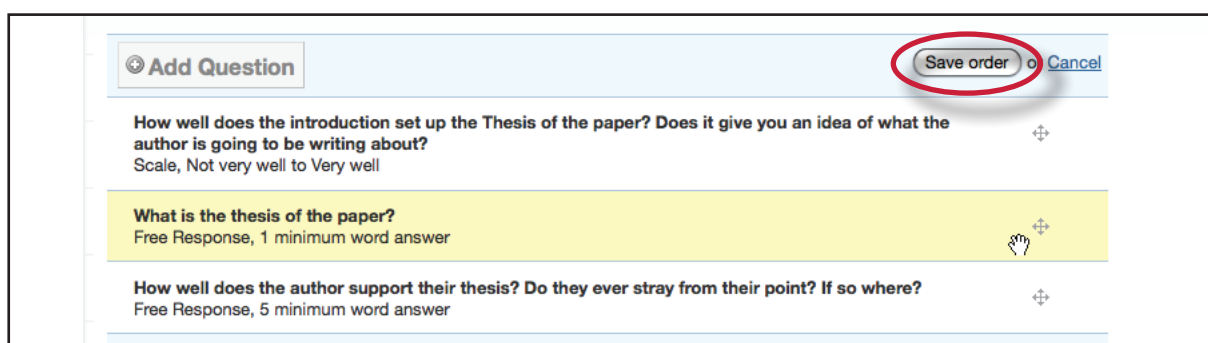 Add Question
Save order or Cancel
How well does the introduction set up the Thesis of the paper? Does it give you an idea of what the
author is going to be writing about?
Scale, Not very well to Very well
What is the thesis of the paper?
Free Response, 1 minimum word answer
How well does the author support their thesis? Do they ever stray from their point? If so where?
Free Response, 5 minimum word answer